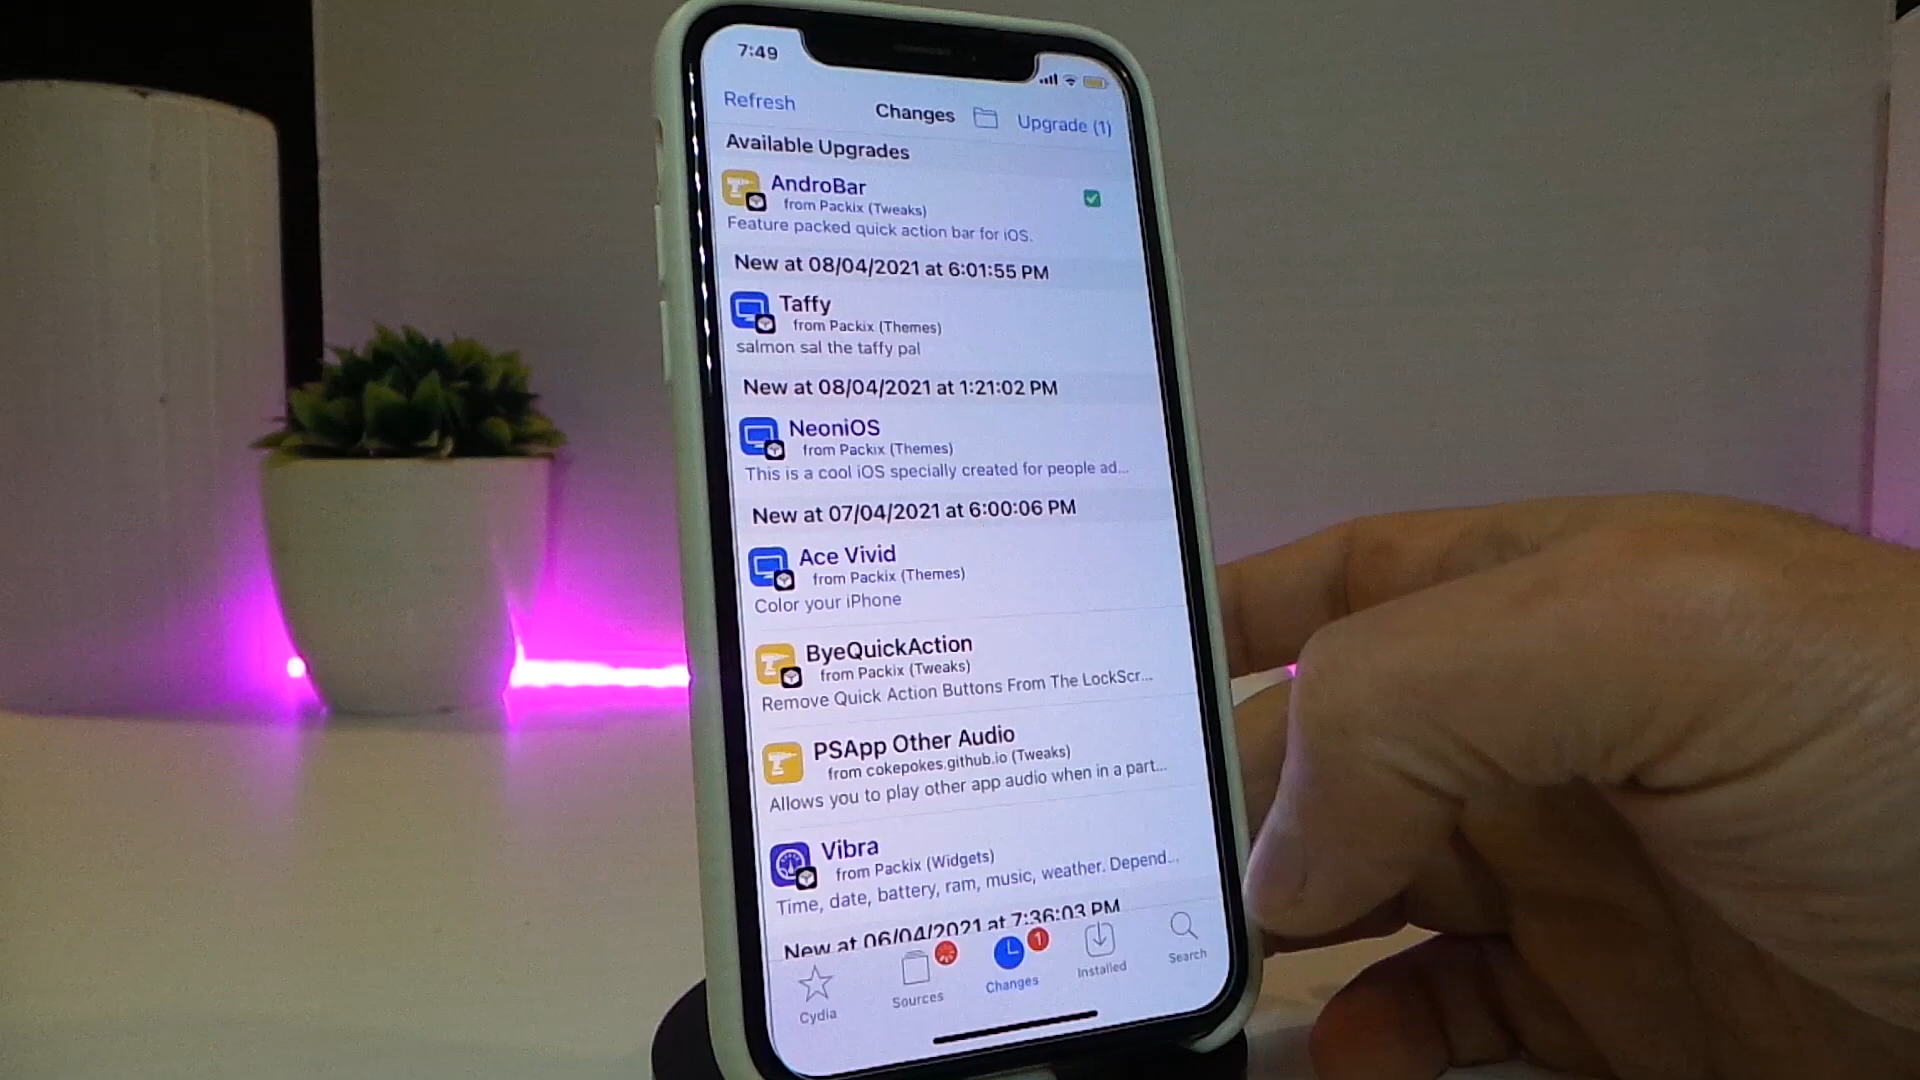 7:49
Refresh
Changes
Upgrade (1)
Available Upgrades
AndroBar
from Packix (Tweaks)
Feature packed quick action bar for iOS.
New at 08/04/2021 at 6:01:55 PM
Taffy
from Packix (Themes)
salmon sal the taffy pal
New at 08/04/2021 at 1:21:02 PM
NeoniOS
from Packix (Themes)
This is a cool iOS specially created for people ad...
New at 07/04/2021 at 6:00:06 PM
Ace Vivid
from Packix (Themes)
Color your iPhone
ByeQuickAction
from Packix (Tweaks)
Remove Quick Action Buttons From The LockScr...
PSApp Other Audio
from cokepokes.github.io (Tweaks)
Allows you to play other app audio when in a part...
Vibra
from Packix (Widgets)
Time, date, battery, ram, music, weather. Depend...
New at 06/04/2021 at 7:36:03 PM
Cydia
Sources
1
Changes
Installed
Search